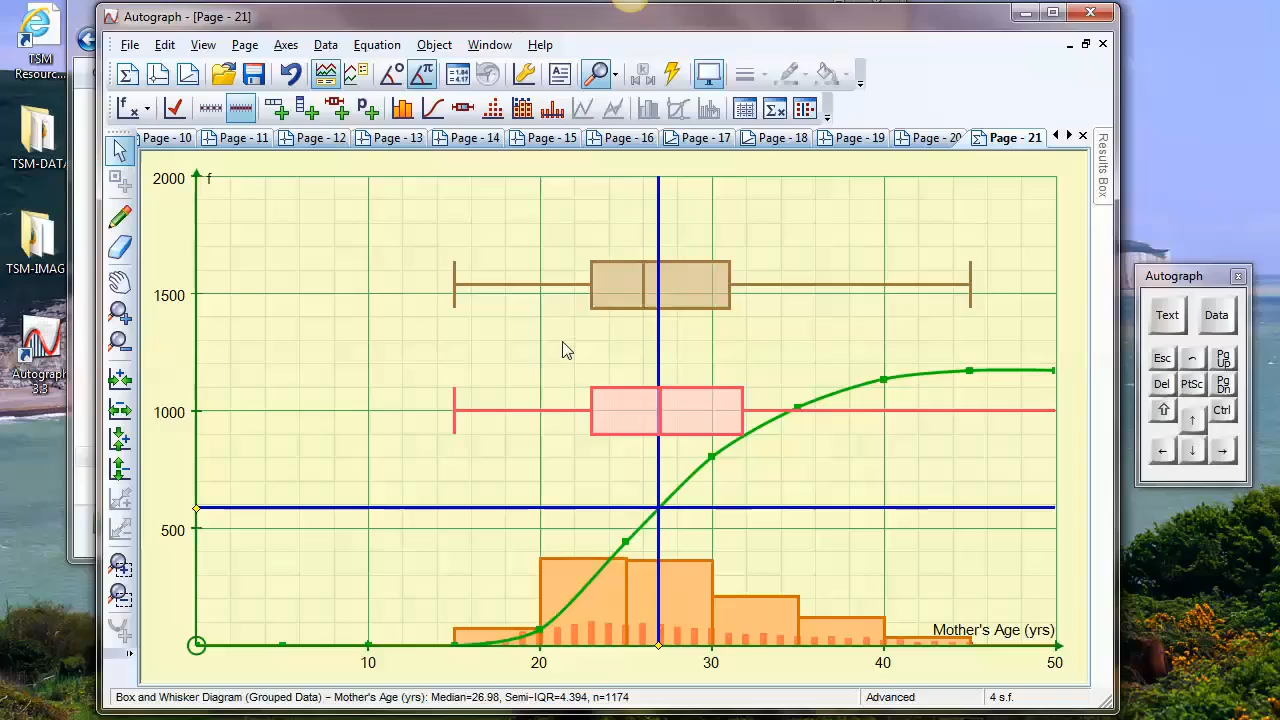 Autograph - [Page - 21]
TSM
Resourc...
TSM-DATA
TSM-IMAG
Autograph
3.3
File Edit View Page Axes Data Equation Object Window Help
Page - 10 Page - 11 Page - 12 Page - 13 Page - 14 Page - 15 Page - 16 Page - 17 Page - 18 Page - 19 Page - 20 Page - 21
Results Box
2000
f
1500
1000
500
Mother's Age (yrs)
10 20 30 40 50
Box and Whisker Diagram (Grouped Data) – Mother's Age (yrs): Median=26.98, Semi-IQR=4.394, n=1174
Advanced
4 s.f.
Autograph
Text Data
Esc Pg Up
Del PtSc Pg Dn
Ctrl